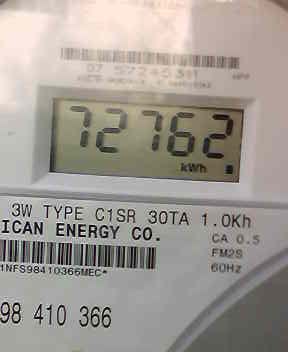 72762
kWh
3W TYPE C1SR 30TA 1.0Kh
ICAN ENERGY CO.
CA 0.5
FM2S
60Hz
1NFS98410366MEC*
98 410 366